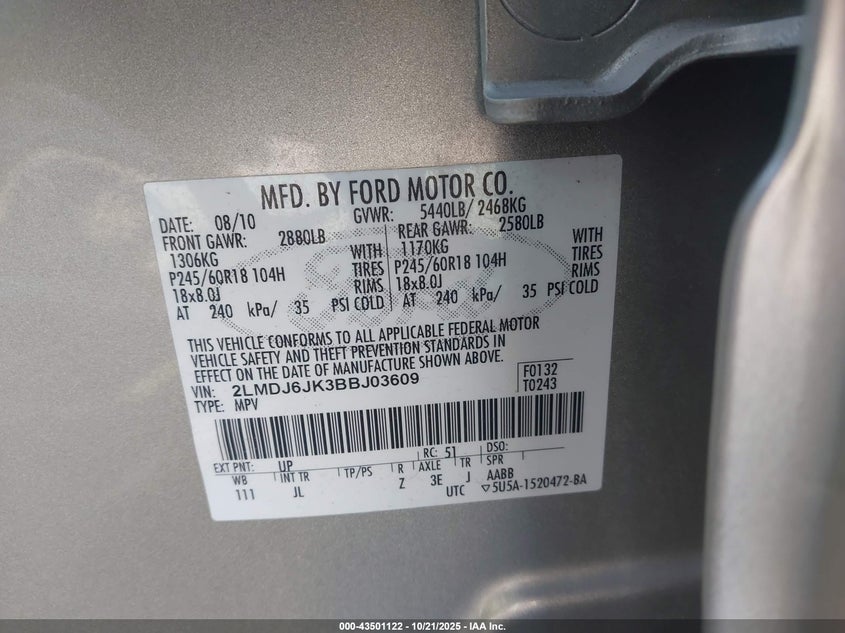 MFD. BY FORD MOTOR CO.
DATE: 08/10 GVWR: 5440LB/ 2468KG
FRONT GAWR: 2880LB REAR GAWR: 2580LB
1306KG WITH 1170KG WITH
P245/60R18 104H TIRES P245/60R18 104H TIRES
18x8.0J RIMS 18x8.0J RIMS
AT 240 kPa/ 35 PSI COLD AT 240 kPa/ 35 PSI COLD
THIS VEHICLE CONFORMS TO ALL APPLICABLE FEDERAL MOTOR
VEHICLE SAFETY AND THEFT PREVENTION STANDARDS IN
EFFECT ON THE DATE OF MANUFACTURE SHOWN ABOVE.
VIN: 2LMDJ6JK3BBJ03609 F0132
TYPE: MPV T0243
EXT PNT: UP RC: 51 DSO:
WB INT TR TP/PS R AXLE TR SPR
111 JL Z 3E J AABB
UTC ▽5U5A-1520472-BA
Ford
000-43501122 - 10/21/2025 - IAA Inc.